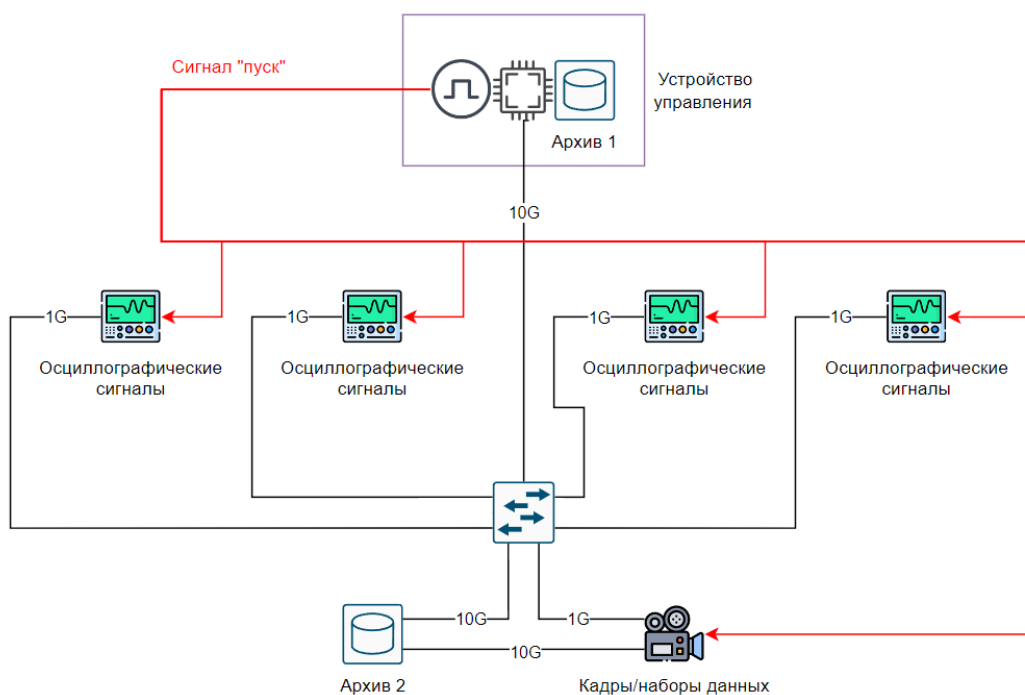 Сигнал "пуск"
Устройство
управления
Архив 1
10G
1G
1G
1G
1G
Осциллографические
сигналы
Осциллографические
сигналы
Осциллографические
сигналы
Осциллографические
сигналы
10G
1G
10G
Архив 2
Кадры/наборы данных